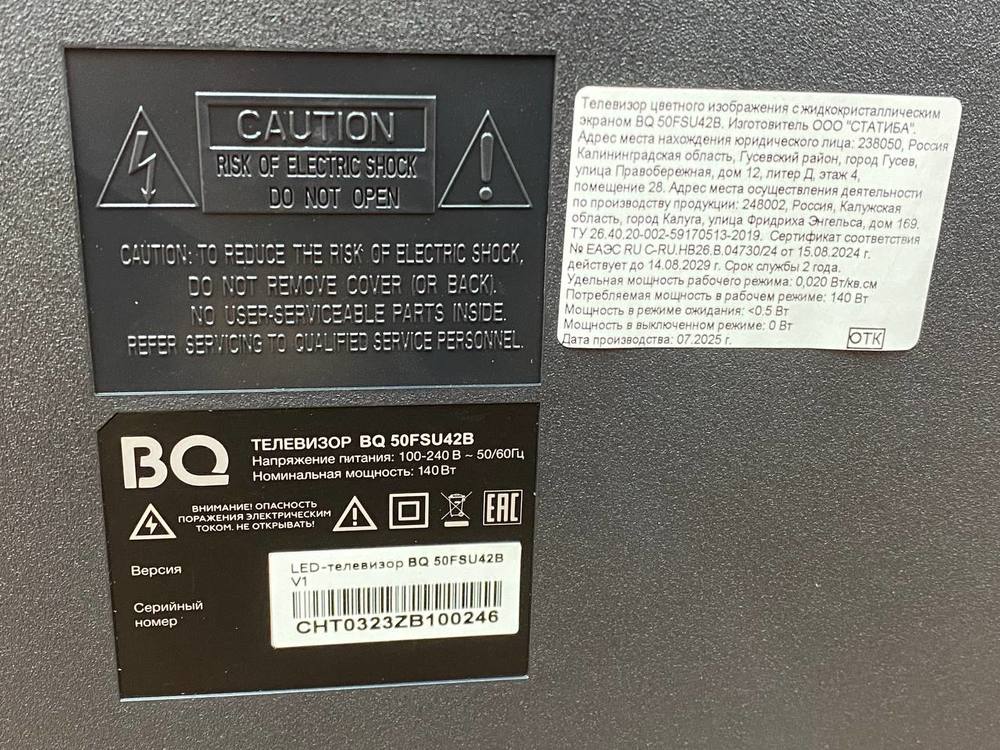 CAUTION
RISK OF ELECTRIC SHOCK
DO NOT OPEN
CAUTION: TO REDUCE THE RISK OF ELECTRIC SHOCK,
DO NOT REMOVE COVER (OR BACK).
NO USER-SERVICEABLE PARTS INSIDE.
REFER SERVICING TO QUALIFIED SERVICE PERSONNEL.
Телевизор цветного изображения с жидкокристаллическим
экраном BQ 50FSU42B. Изготовитель ООО "СТАТИБА".
Адрес места нахождения юридического лица: 238050, Россия
Калининградская область, Гусевский район, город Гусев,
улица Правобережная, дом 12, литер Д, этаж 4,
помещение 28. Адрес места осуществления деятельности
по производству продукции: 248002, Россия, Калужская
область, город Калуга, улица Фридриха Энгельса, дом 169.
ТУ 26.40.20-002-59170513-2019. Сертификат соответствия
№ ЕАЭС RU C-RU.HB26.B.04730/24 от 15.08.2024 г.
действует до 14.08.2029 г. Срок службы 2 года.
Удельная мощность рабочего режима: 0,020 Вт/кв.см
Потребляемая мощность в рабочем режиме: 140 Вт
Мощность в режиме ожидания: <0.5 Вт
Мощность в выключенном режиме: 0 Вт
Дата производства: 07.2025 г.
ОТК
BQ
ТЕЛЕВИЗОР BQ 50FSU42B
Напряжение питания: 100-240 В ~ 50/60Гц
Номинальная мощность: 140 Вт
ВНИМАНИЕ! ОПАСНОСТЬ
ПОРАЖЕНИЯ ЭЛЕКТРИЧЕСКИМ
ТОКОМ. НЕ ОТКРЫВАТЬ!
EAC
Версия
LED-телевизор BQ 50FSU42B
V1
Серийный
номер
CHT0323ZB100246